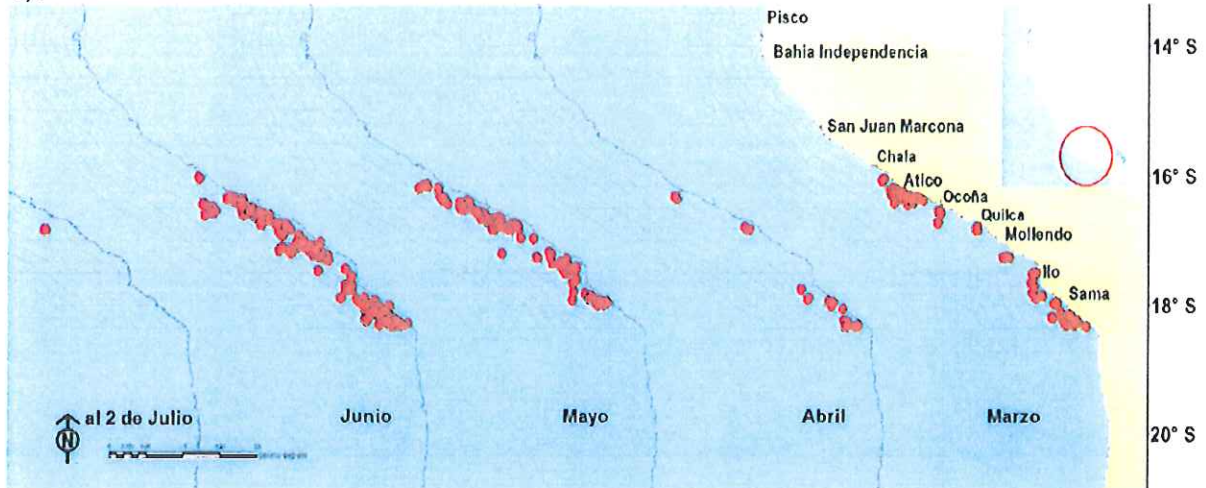 Pisco
14° S
Bahia Independencia
San Juan Marcona
Chala
16° S
Atico
Ocoña
Quilca
Mollendo
Ilo
Sama
18° S
al 2 de Julio
Junio
Mayo
Abril
Marzo
N
20° S